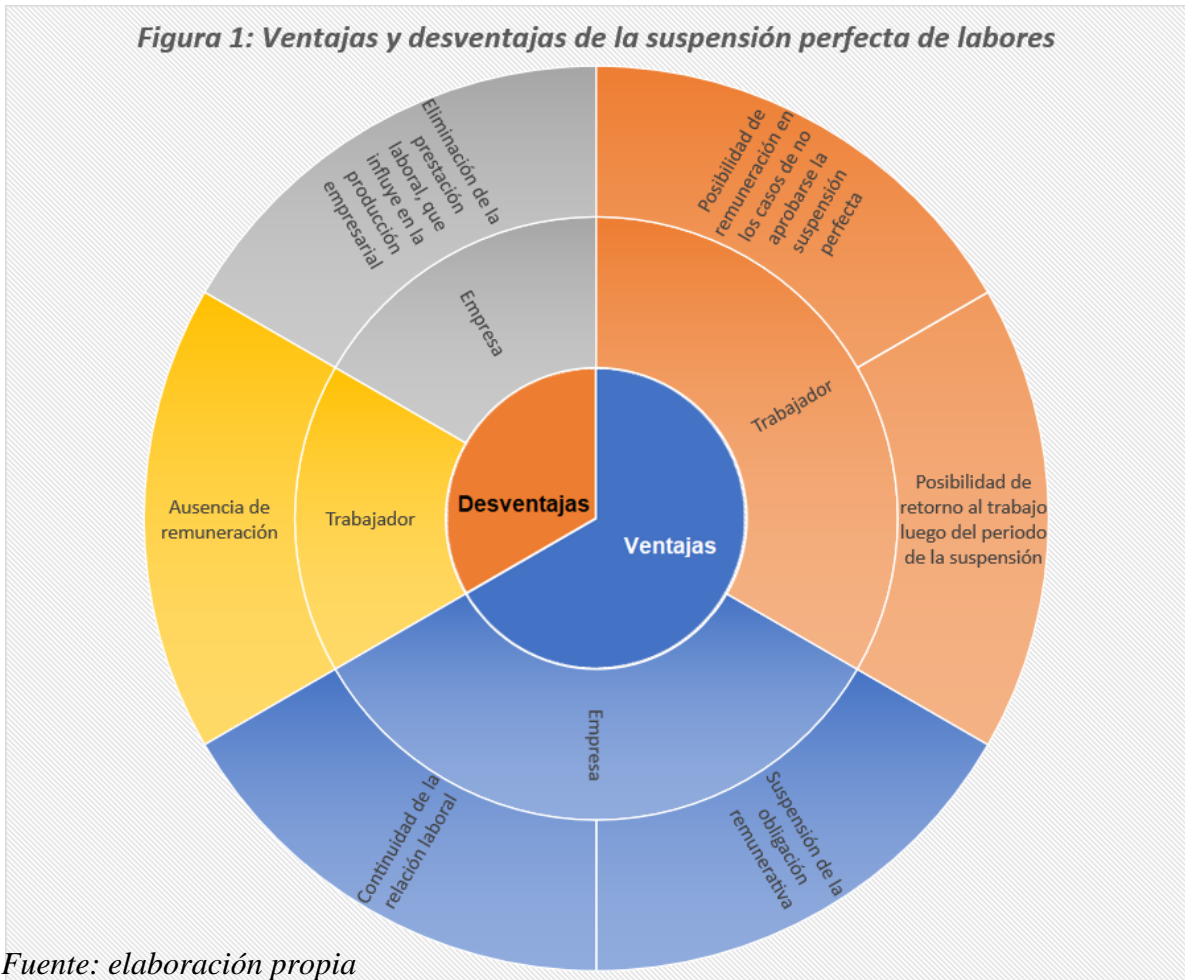 Figura 1: Ventajas y desventajas de la suspensión perfecta de labores
Eliminación de la
prestación
laboral, que
influye en la
producción
empresarial
Posibilidad de
remuneración en
los casos de no
aprobarse la
suspensión
perfecta
Empresa
Trabajador
Ausencia de
remuneración
Trabajador
Desventajas
Ventajas
Posibilidad de
retorno al trabajo
luego del periodo
de la suspensión
Empresa
Continuidad de la
relación laboral
Suspensión de la
obligación
remunerativa
Fuente: elaboración propia